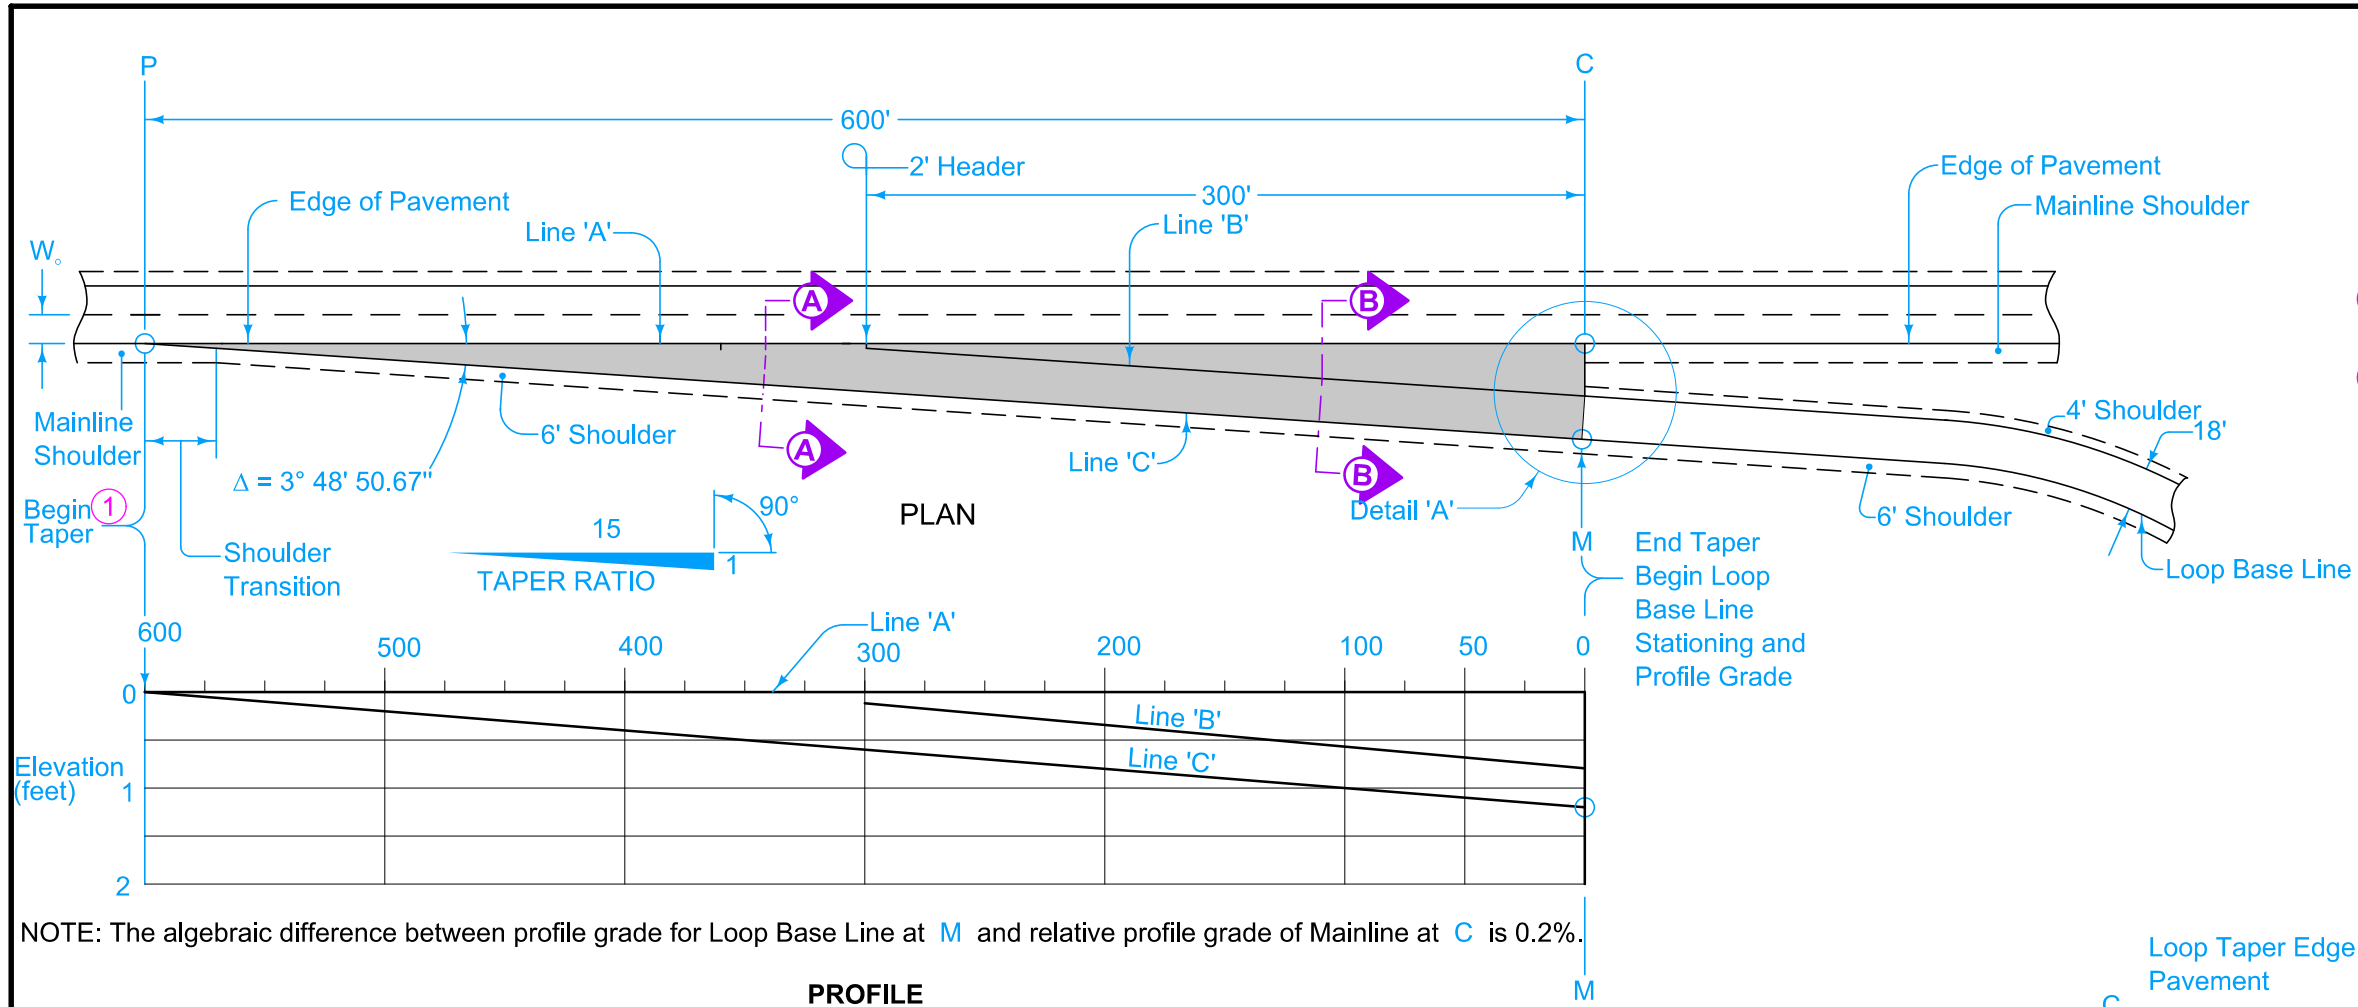 P
C
600'
2' Header
300'
Edge of Pavement
Edge of Pavement
Mainline Shoulder
Line 'A'
Line 'B'
W₀
A
B
Mainline
Shoulder
6' Shoulder
4' Shoulder
18'
Line 'C'
A
B
Δ = 3° 48' 50.67"
Begin
Taper
1
90°
PLAN
Detail 'A'
6' Shoulder
15
1
TAPER RATIO
Shoulder
Transition
M
End Taper
Begin Loop
Base Line
Stationing and
Profile Grade
Loop Base Line
Line 'A'
600 500 400 300 200 100 50 0
0
Line 'B'
Line 'C'
Elevation
(feet)
1
2
NOTE: The algebraic difference between profile grade for Loop Base Line at M and relative profile grade of Mainline at C is 0.2%.
PROFILE
M
Loop Taper Edge
Pavement
C